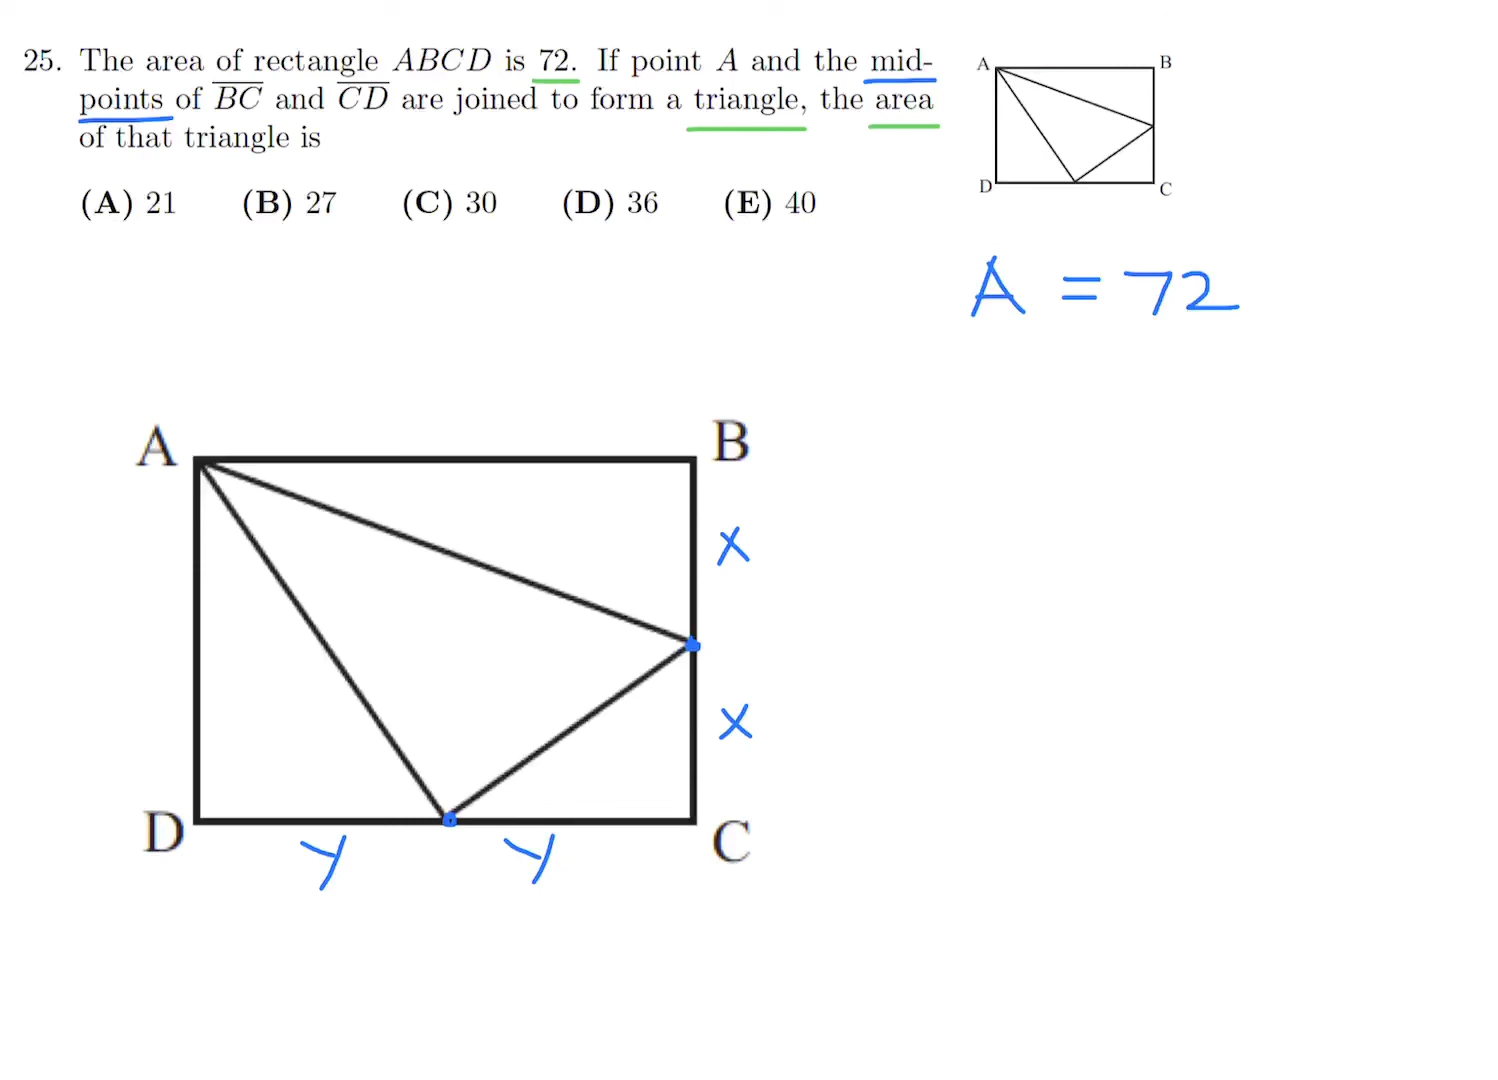 25. The area of rectangle ABCD is 72. If point A and the mid-
points of BC and CD are joined to form a triangle, the area
of that triangle is
(A) 21 (B) 27 (C) 30 (D) 36 (E) 40
A B
D C
A = 72
A B
x
x
D C
y y